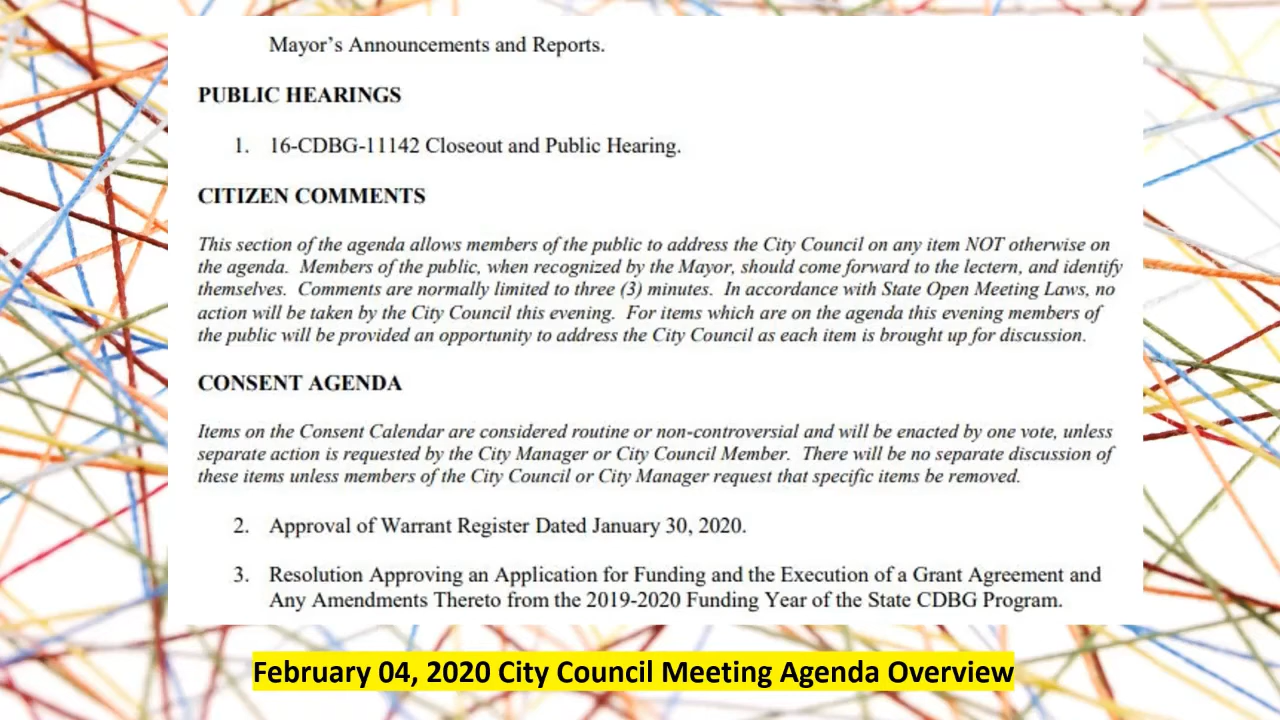 Mayor's Announcements and Reports.
PUBLIC HEARINGS
1. 16-CDBG-11142 Closeout and Public Hearing.
CITIZEN COMMENTS
This section of the agenda allows members of the public to address the City Council on any item NOT otherwise on
the agenda. Members of the public, when recognized by the Mayor, should come forward to the lectern, and identify
themselves. Comments are normally limited to three (3) minutes. In accordance with State Open Meeting Laws, no
action will be taken by the City Council this evening. For items which are on the agenda this evening members of
the public will be provided an opportunity to address the City Council as each item is brought up for discussion.
CONSENT AGENDA
Items on the Consent Calendar are considered routine or non-controversial and will be enacted by one vote, unless
separate action is requested by the City Manager or City Council Member. There will be no separate discussion of
these items unless members of the City Council or City Manager request that specific items be removed.
2. Approval of Warrant Register Dated January 30, 2020.
3. Resolution Approving an Application for Funding and the Execution of a Grant Agreement and
Any Amendments Thereto from the 2019-2020 Funding Year of the State CDBG Program.
February 04, 2020 City Council Meeting Agenda Overview